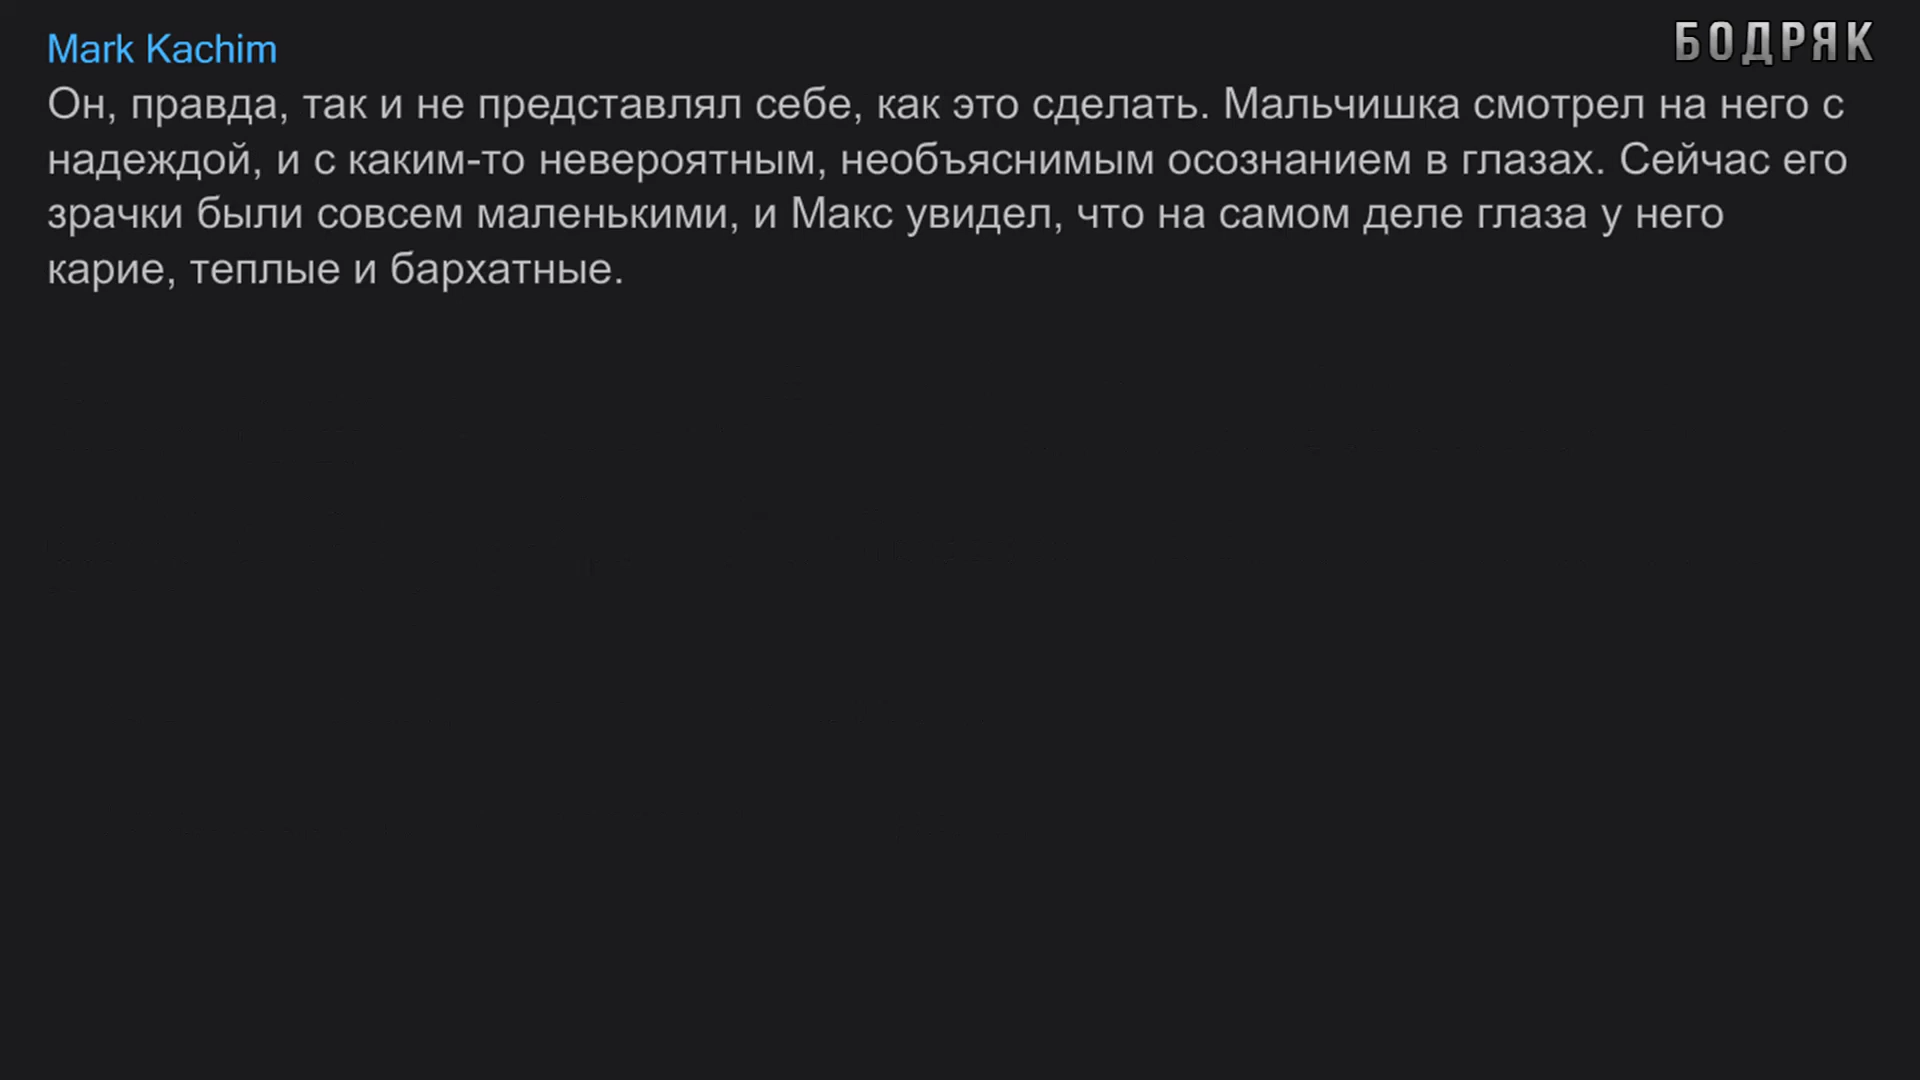 Mark Kachim
БОДРЯК
Он, правда, так и не представлял себе, как это сделать. Мальчишка смотрел на него с
надеждой, и с каким-то невероятным, необъяснимым осознанием в глазах. Сейчас его
зрачки были совсем маленькими, и Макс увидел, что на самом деле глаза у него
карие, теплые и бархатные.